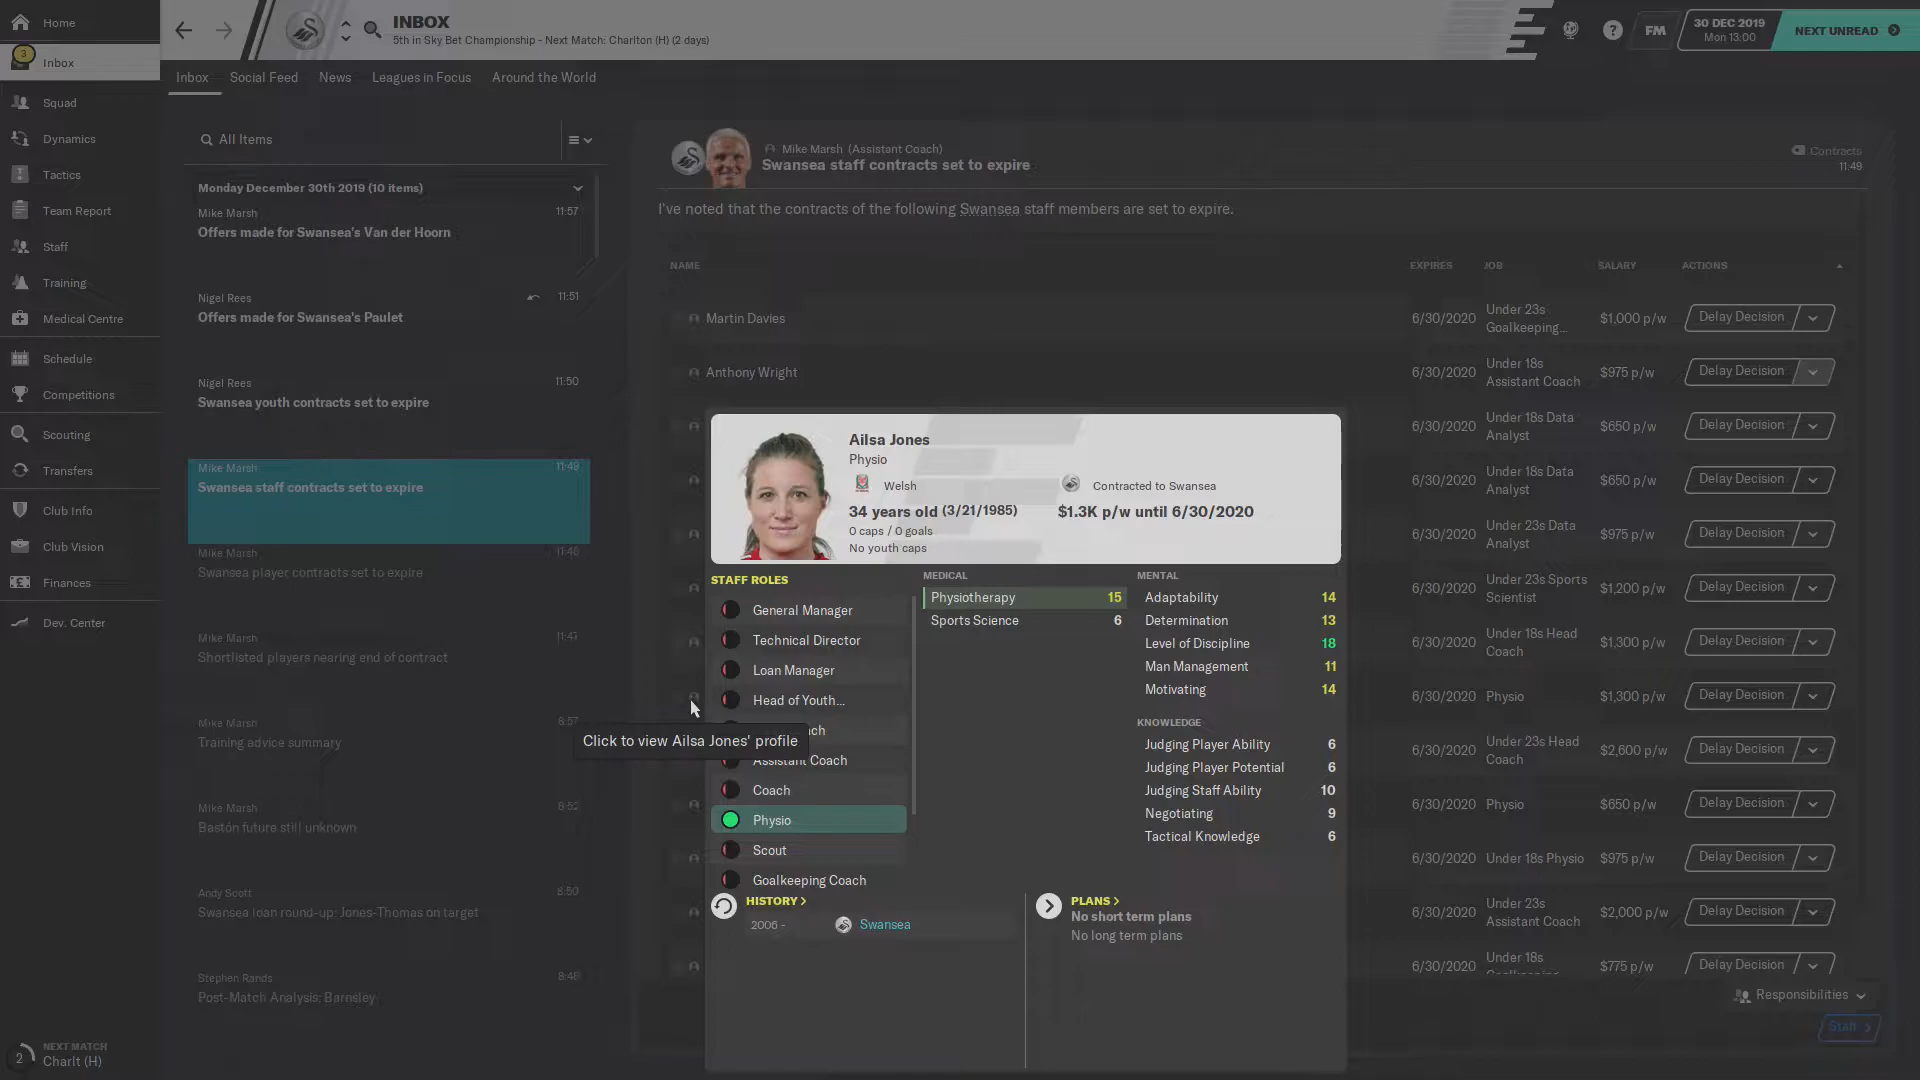 Home
INBOX
5th in Sky Bet Championship - Next Match: Charlton (H) (2 days)
FM
30 DEC 2019
Mon 13:00
NEXT UNREAD
3
Inbox
Inbox Social Feed News Leagues in Focus Around the World
Squad
Dynamics
Tactics
Team Report
Staff
Training
Medical Centre
Schedule
Competitions
Scouting
Transfers
Club Info
Club Vision
Finances
Dev. Center
2
NEXT MATCH
Charlt (H)
All Items
Monday December 30th 2019 (10 items)
Mike Marsh 11:57
Offers made for Swansea's Van der Hoorn
Nigel Rees 11:51
Offers made for Swansea's Paulet
Nigel Rees 11:50
Swansea youth contracts set to expire
Mike Marsh 11:49
Swansea staff contracts set to expire
Mike Marsh 11:48
Swansea player contracts set to expire
Mike Marsh 11:47
Shortlisted players nearing end of contract
Mike Marsh 8:57
Training advice summary
Mike Marsh 8:52
Bastón future still unknown
Andy Scott 8:50
Swansea loan round-up: Jones-Thomas on target
Stephen Rands 8:48
Post-Match Analysis: Barnsley
Mike Marsh (Assistant Coach)
Swansea staff contracts set to expire
Contracts
11:49
I've noted that the contracts of the following Swansea staff members are set to expire.
NAME EXPIRES JOB SALARY ACTIONS
Martin Davies 6/30/2020 Under 23s Goalkeeping... $1,000 p/w Delay Decision
Anthony Wright 6/30/2020 Under 18s Assistant Coach $975 p/w Delay Decision
6/30/2020 Under 18s Data Analyst $650 p/w Delay Decision
6/30/2020 Under 18s Data Analyst $650 p/w Delay Decision
6/30/2020 Under 23s Data Analyst $975 p/w Delay Decision
6/30/2020 Under 23s Sports Scientist $1,200 p/w Delay Decision
6/30/2020 Under 18s Head Coach $1,300 p/w Delay Decision
6/30/2020 Physio $1,300 p/w Delay Decision
6/30/2020 Under 23s Head Coach $2,600 p/w Delay Decision
6/30/2020 Physio $650 p/w Delay Decision
6/30/2020 Under 18s Physio $975 p/w Delay Decision
6/30/2020 Under 23s Assistant Coach $2,000 p/w Delay Decision
6/30/2020 Under 18s $775 p/w Delay Decision
Responsibilities
Staff
Ailsa Jones
Physio
Welsh
Contracted to Swansea
34 years old (3/21/1985)
$1.3K p/w until 6/30/2020
0 caps / 0 goals
No youth caps
STAFF ROLES
General Manager
Technical Director
Loan Manager
Head of Youth...
Click to view Ailsa Jones' profile
Assistant Coach
Coach
Physio
Scout
Goalkeeping Coach
MEDICAL
Physiotherapy 15
Sports Science 6
MENTAL
Adaptability 14
Determination 13
Level of Discipline 18
Man Management 11
Motivating 14
KNOWLEDGE
Judging Player Ability 6
Judging Player Potential 6
Judging Staff Ability 10
Negotiating 9
Tactical Knowledge 6
HISTORY >
2006 - Swansea
PLANS >
No short term plans
No long term plans